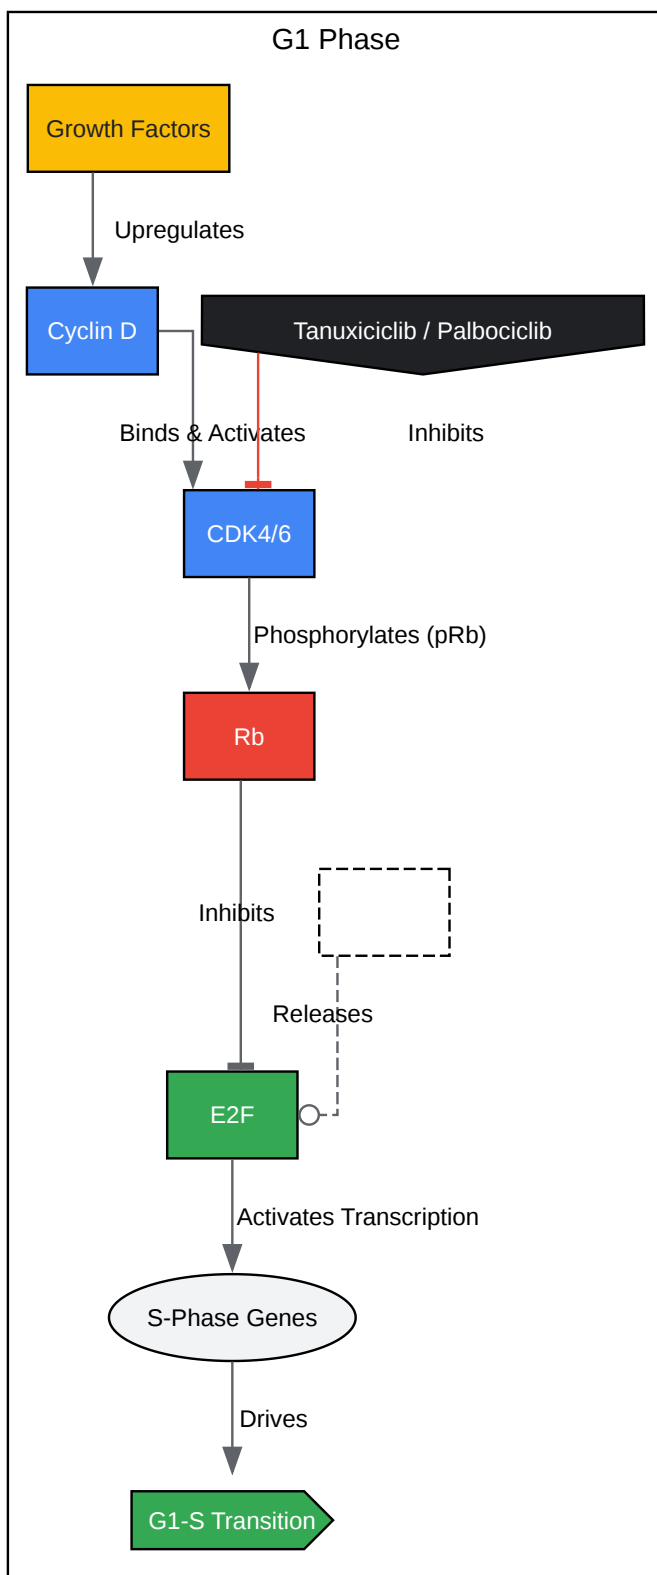 G1 Phase
Growth Factors
Upregulates
Cyclin D
Tanuxiciclib / Palbociclib
Binds & Activates
Inhibits
CDK4/6
Phosphorylates (pRb)
Rb
Inhibits
Releases
E2F
Activates Transcription
S-Phase Genes
Drives
G1-S Transition